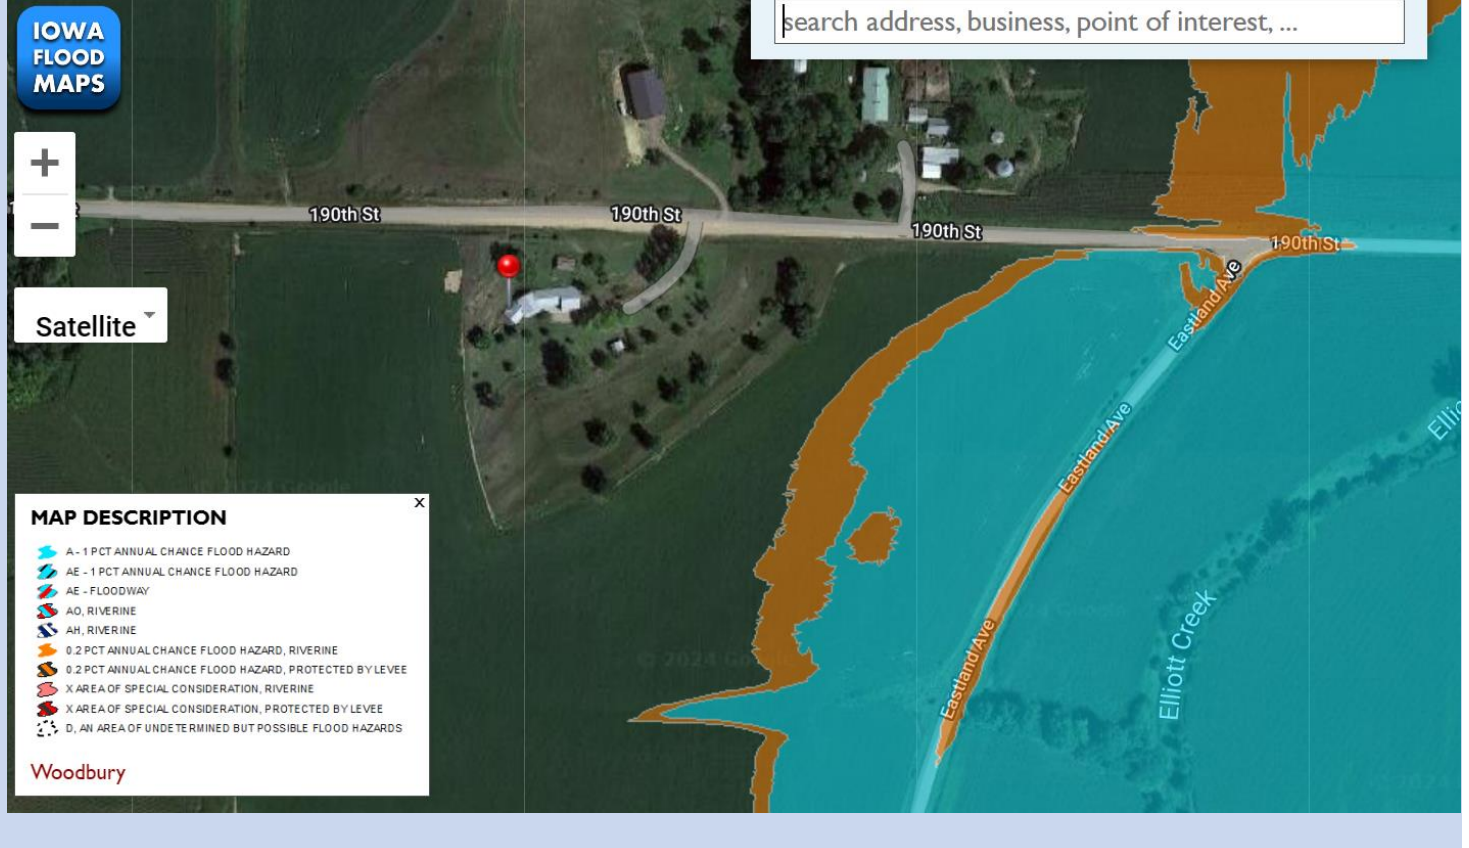 IOWA
FLOOD
MAPS
search address, business, point of interest, ...
+
−
190th St
190th St
190th St
190th St
Satellite
Eastland Ave
Eastland Ave
Eastland Ave
Elliott Creek
MAP DESCRIPTION
X
A - 1 PCT ANNUAL CHANCE FLOOD HAZARD
AE - 1 PCT ANNUAL CHANCE FLOOD HAZARD
AE - FLOODWAY
AO, RIVERINE
AH, RIVERINE
0.2 PCT ANNUAL CHANCE FLOOD HAZARD, RIVERINE
0.2 PCT ANNUAL CHANCE FLOOD HAZARD, PROTECTED BY LEVEE
X AREA OF SPECIAL CONSIDERATION, RIVERINE
X AREA OF SPECIAL CONSIDERATION, PROTECTED BY LEVEE
D, AN AREA OF UNDETERMINED BUT POSSIBLE FLOOD HAZARDS
Woodbury